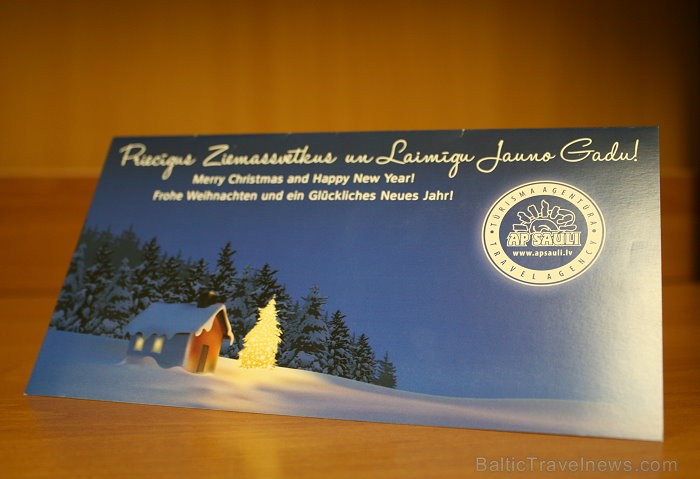 Priecīgus Ziemassvētkus un Laimīgu Jauno Gadu!
Merry Christmas and Happy New Year!
Frohe Weihnachten und ein Glückliches Neues Jahr!
• TŪRISMA AĢENTŪRA •
AP SAULI
www.apsauli.lv
TRAVEL AGENCY
BalticTravelnews.com